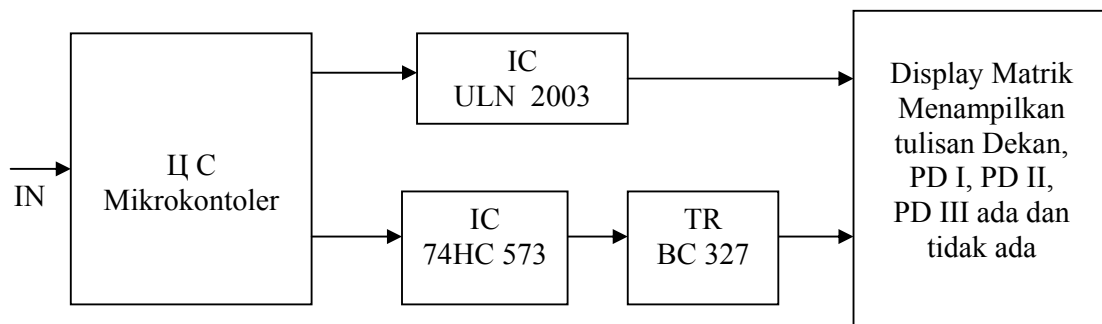 IN
Ц C
Mikrokontoler
IC
ULN 2003
IC
74HC 573
TR
BC 327
Display Matrik
Menampilkan
tulisan Dekan,
PD I, PD II,
PD III ada dan
tidak ada